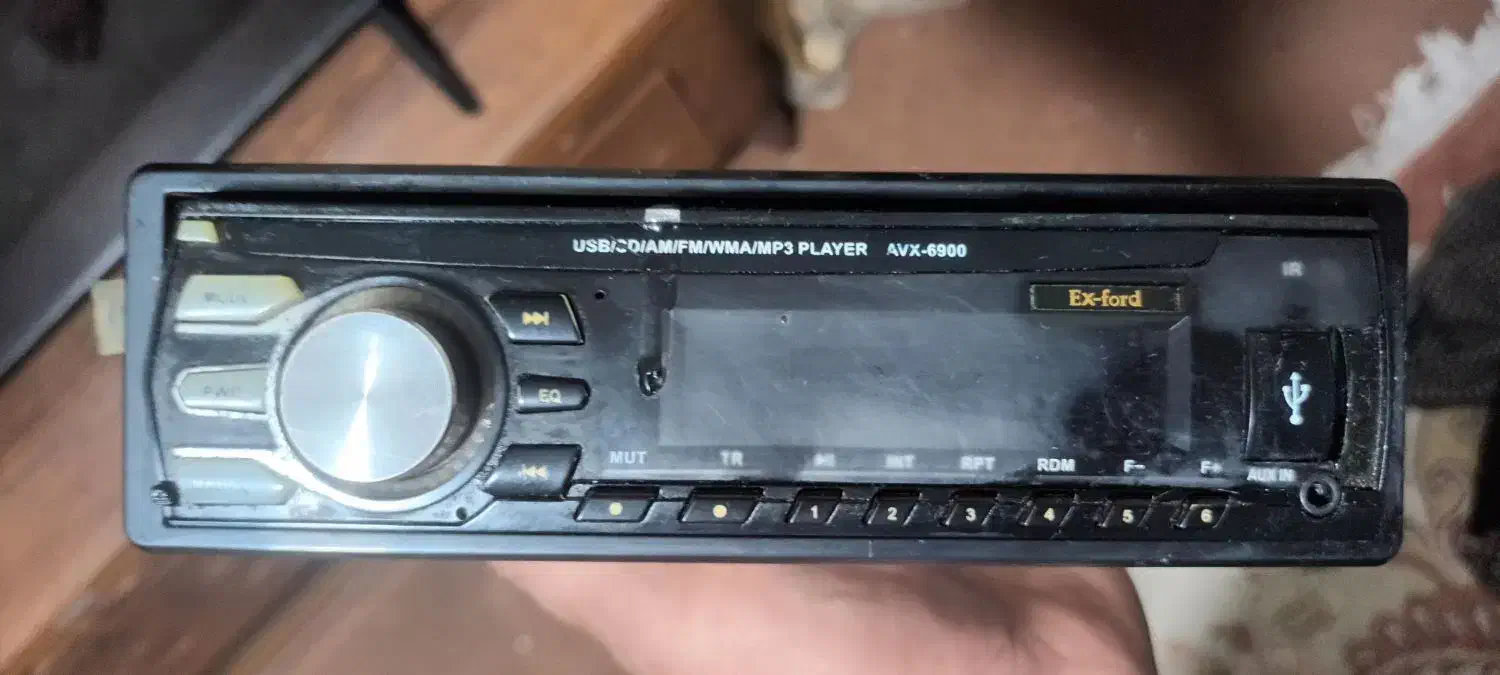 USB/CD/AM/FM/WMA/MP3 PLAYER AVX-6900
IR
Ex-ford
MODE
EQ
MUT TR INT RPT RDM F- F+ AUX IN
1 2 3 4 5 6